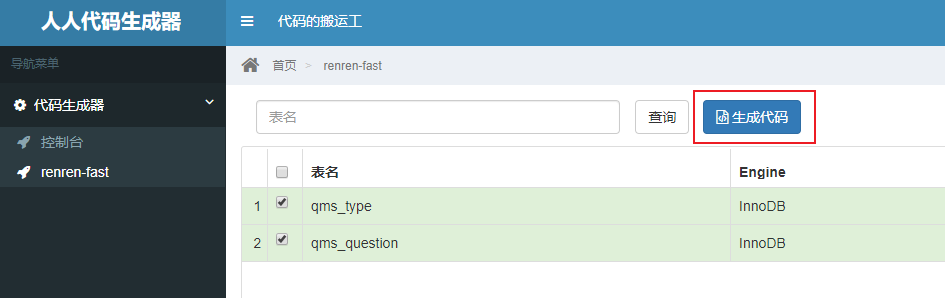 人人代码生成器
代码的搬运工
导航菜单
首页 > renren-fast
代码生成器
控制台
renren-fast
表名 查询 生成代码
表名 Engine
1 qms_type InnoDB
2 qms_question InnoDB